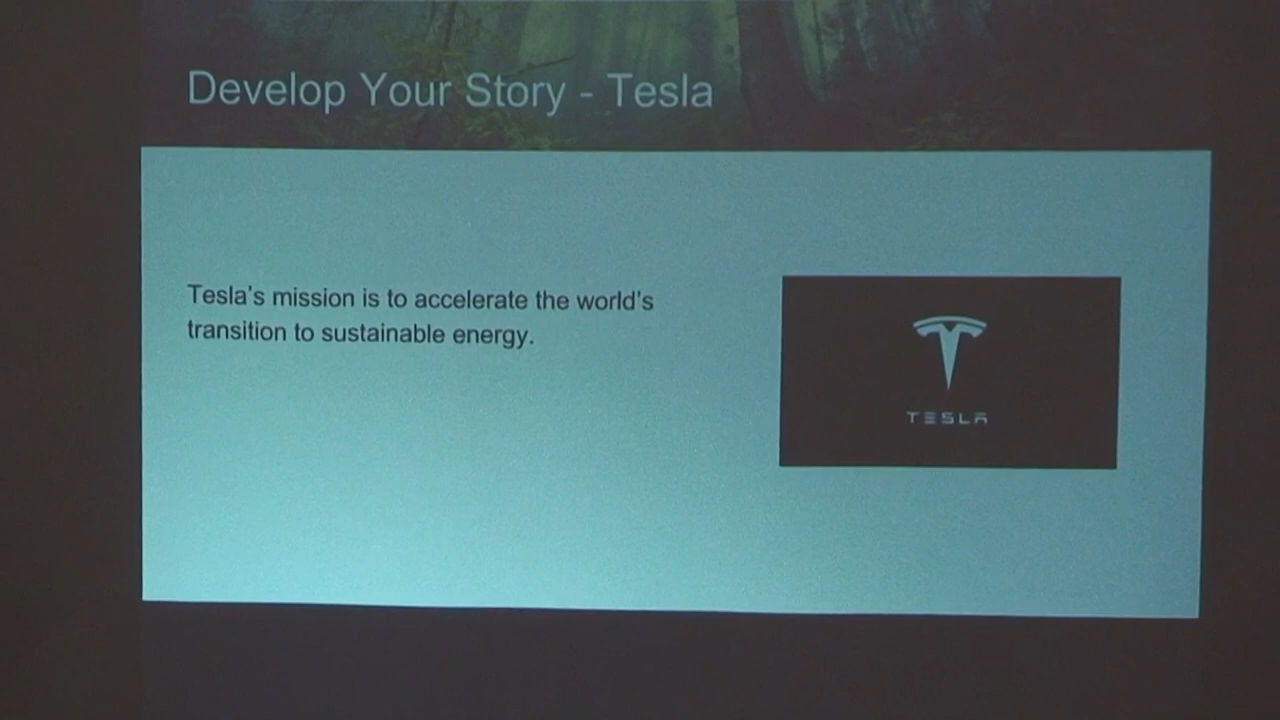 Develop Your Story - Tesla
Tesla's mission is to accelerate the world's
transition to sustainable energy.
TESLA